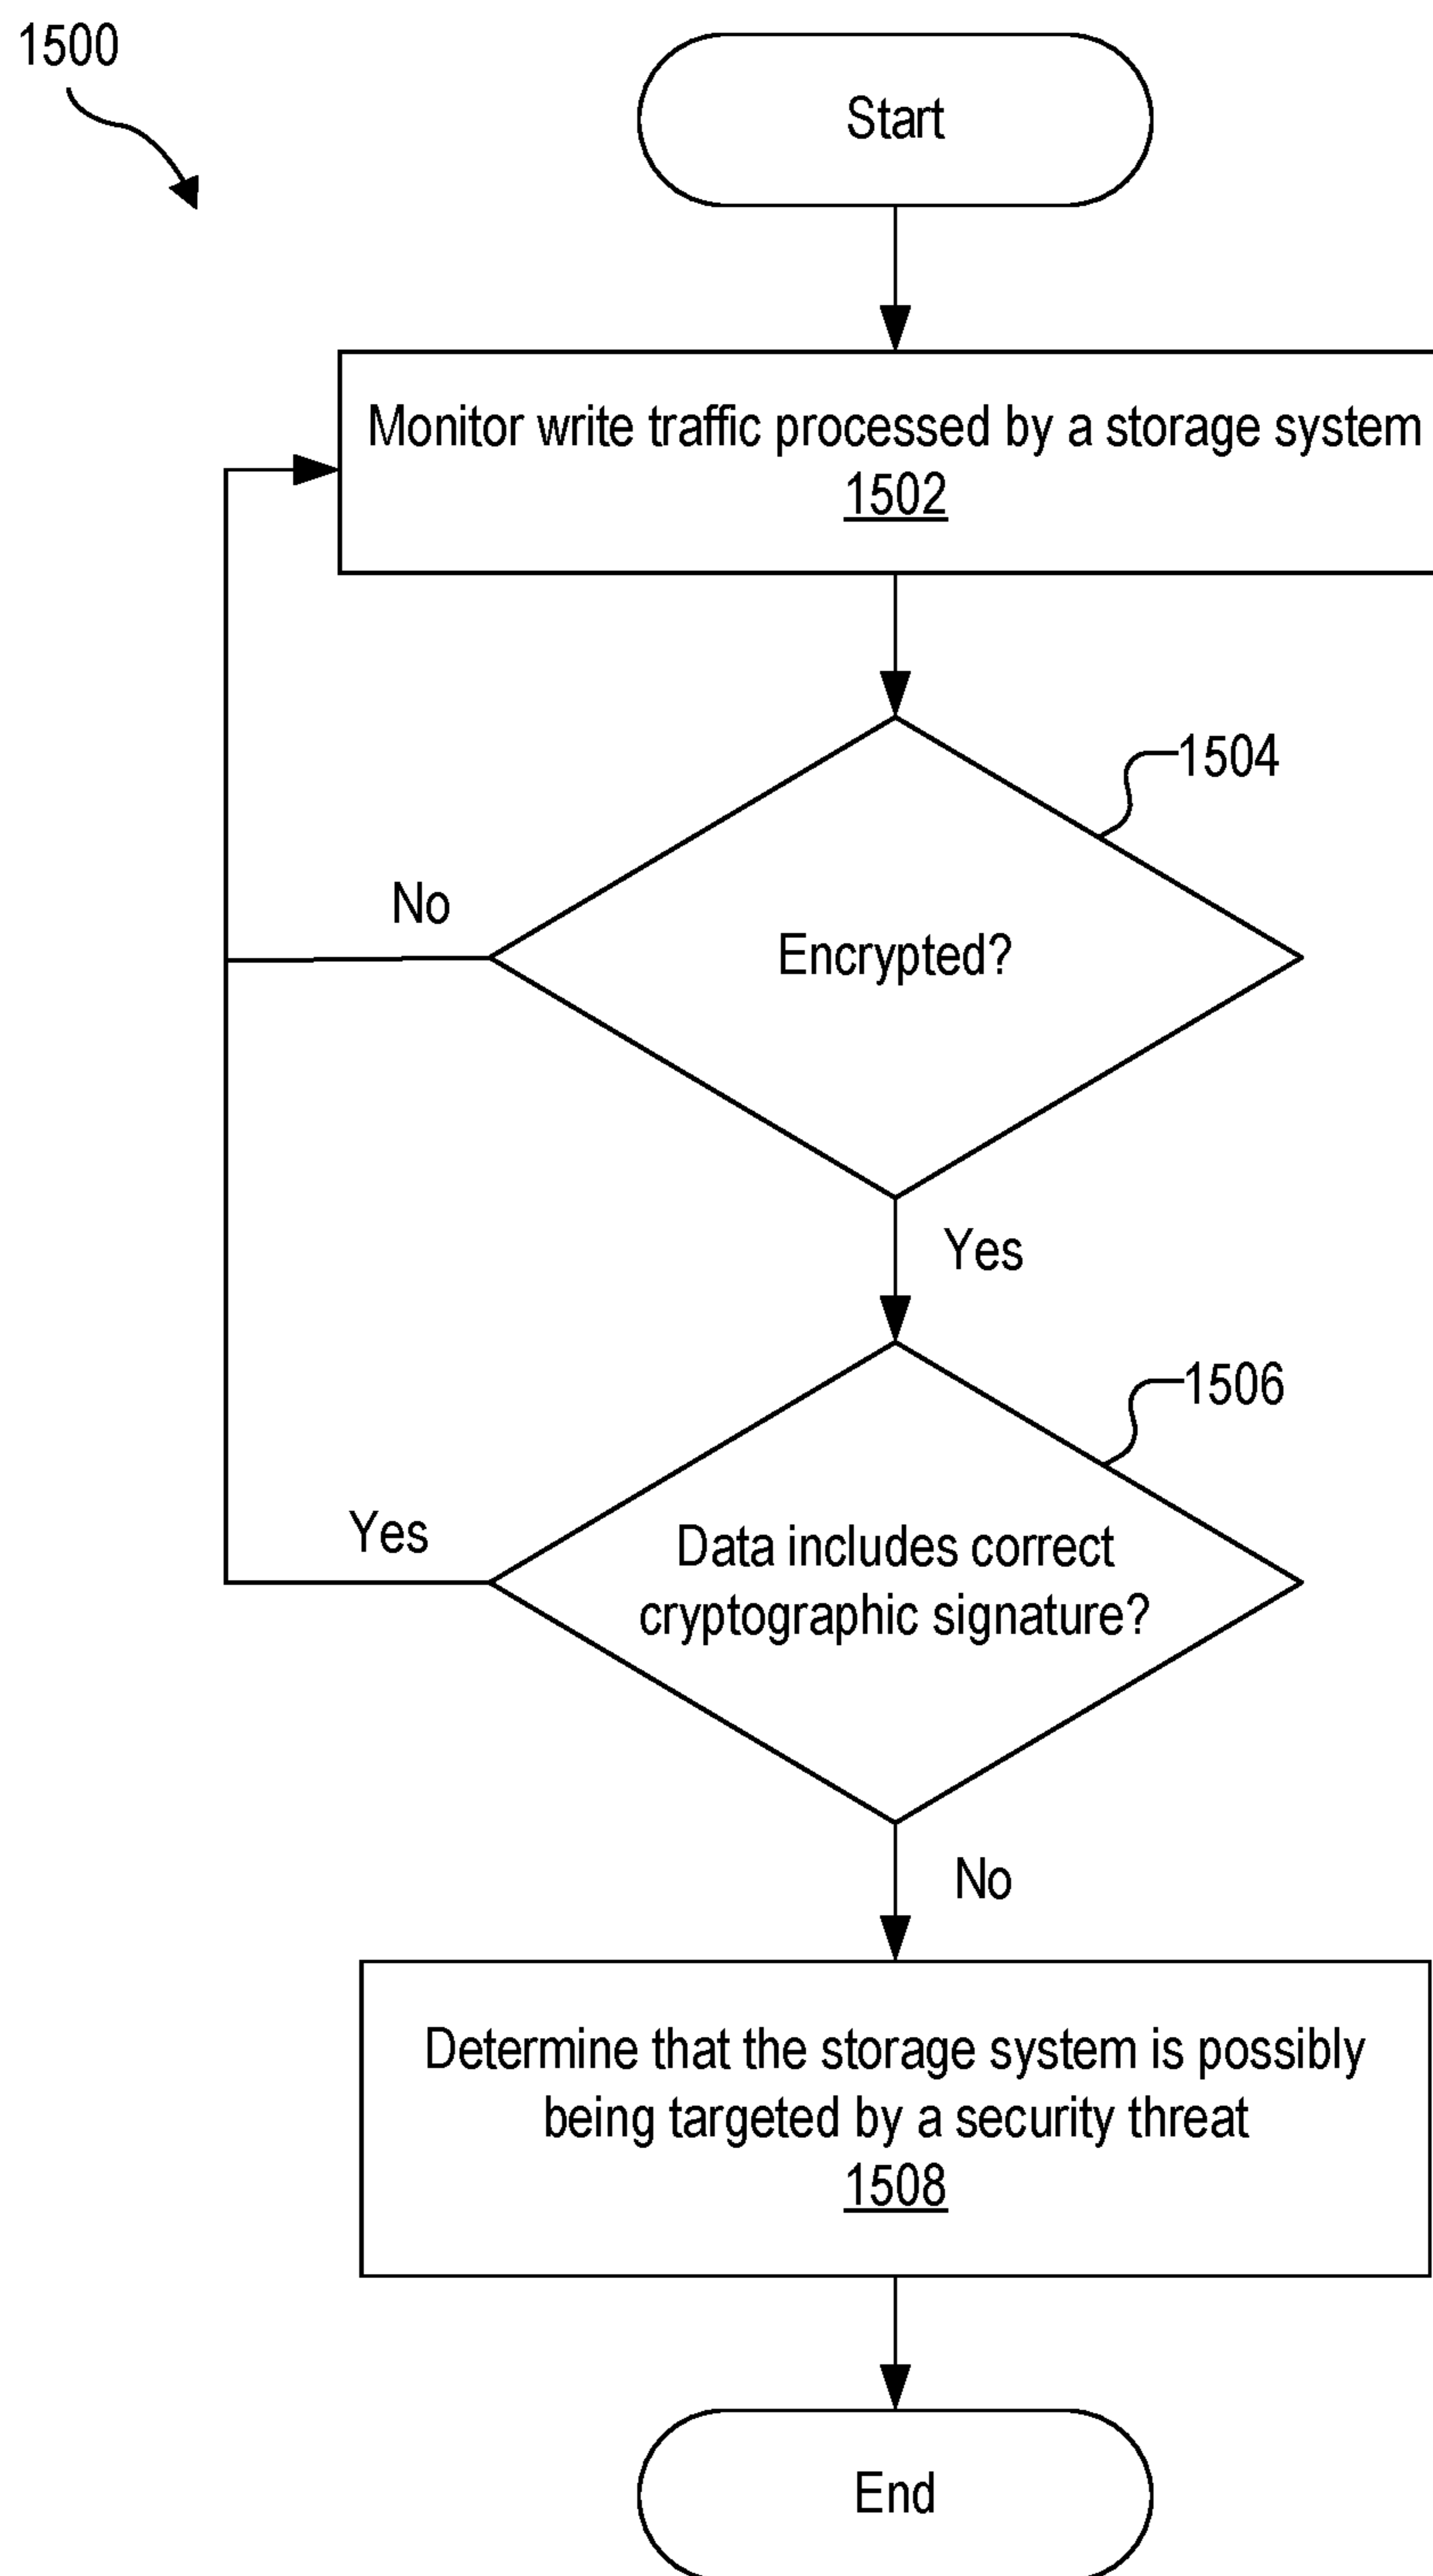 1500
Start
Monitor write traffic processed by a storage system
1502
1504
No
Encrypted?
Yes
1506
Yes
Data includes correct
cryptographic signature?
No
Determine that the storage system is possibly
being targeted by a security threat
1508
End